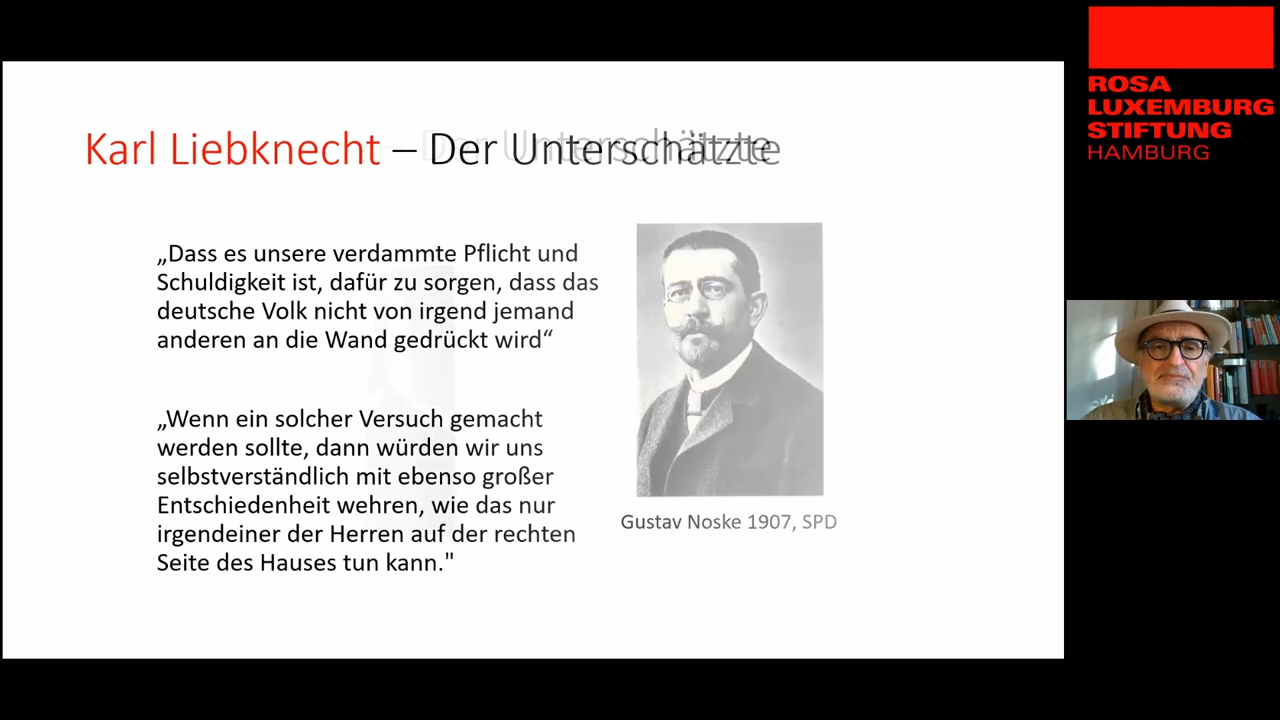 Karl Liebknecht – Der Unterschätzte
„Dass es unsere verdammte Pflicht und
Schuldigkeit ist, dafür zu sorgen, dass das
deutsche Volk nicht von irgend jemand
anderen an die Wand gedrückt wird“
„Wenn ein solcher Versuch gemacht
werden sollte, dann würden wir uns
selbstverständlich mit ebenso großer
Entschiedenheit wehren, wie das nur
irgendeiner der Herren auf der rechten
Seite des Hauses tun kann."
Gustav Noske 1907, SPD
ROSA
LUXEMBURG
STIFTUNG
HAMBURG